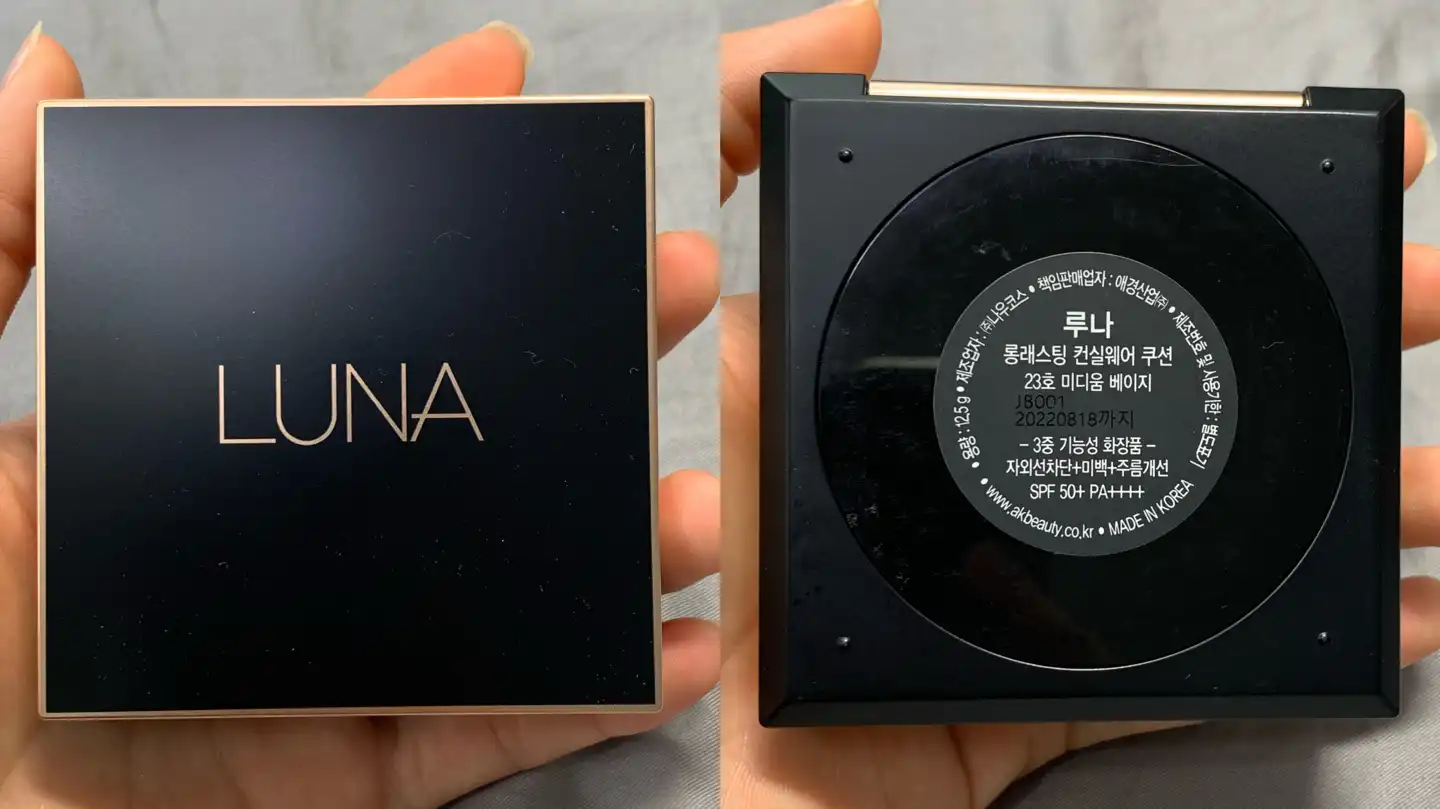 LUNA
루나
롱래스팅 컨실웨어 쿠션
23호 미디움 베이지
JB001
20220818까지
- 3중 기능성 화장품 -
자외선차단+미백+주름개선
SPF 50+ PA++++
• 용량 : 12.5 g • 제조업자 : (주)나우코스 • 책임판매업자 : 애경산업(주) • 제조번호 및 사용기한 : 별도표기
• www.akbeauty.co.kr • MADE IN KOREA